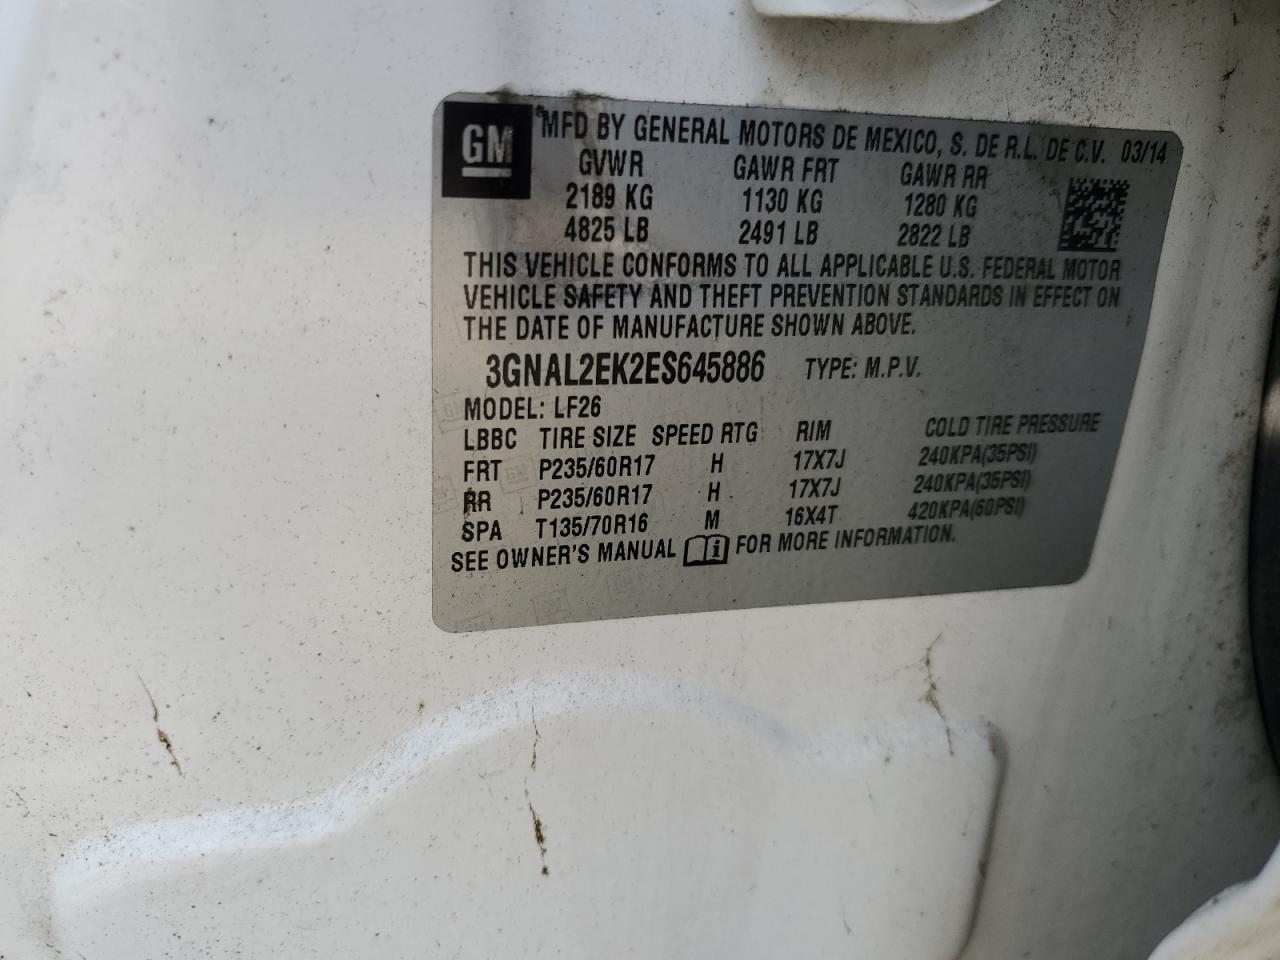 GM
MFD BY GENERAL MOTORS DE MEXICO, S. DE R.L. DE C.V. 03/14
GVWR GAWR FRT GAWR RR
2189 KG 1130 KG 1280 KG
4825 LB 2491 LB 2822 LB
THIS VEHICLE CONFORMS TO ALL APPLICABLE U.S. FEDERAL MOTOR
VEHICLE SAFETY AND THEFT PREVENTION STANDARDS IN EFFECT ON
THE DATE OF MANUFACTURE SHOWN ABOVE.
3GNAL2EK2ES645886 TYPE: M.P.V.
MODEL: LF26
LBBC TIRE SIZE SPEED RTG RIM COLD TIRE PRESSURE
FRT P235/60R17 H 17X7J 240KPA(35PSI)
RR P235/60R17 H 17X7J 240KPA(35PSI)
SPA T135/70R16 M 16X4T 420KPA(60PSI)
SEE OWNER'S MANUAL FOR MORE INFORMATION.